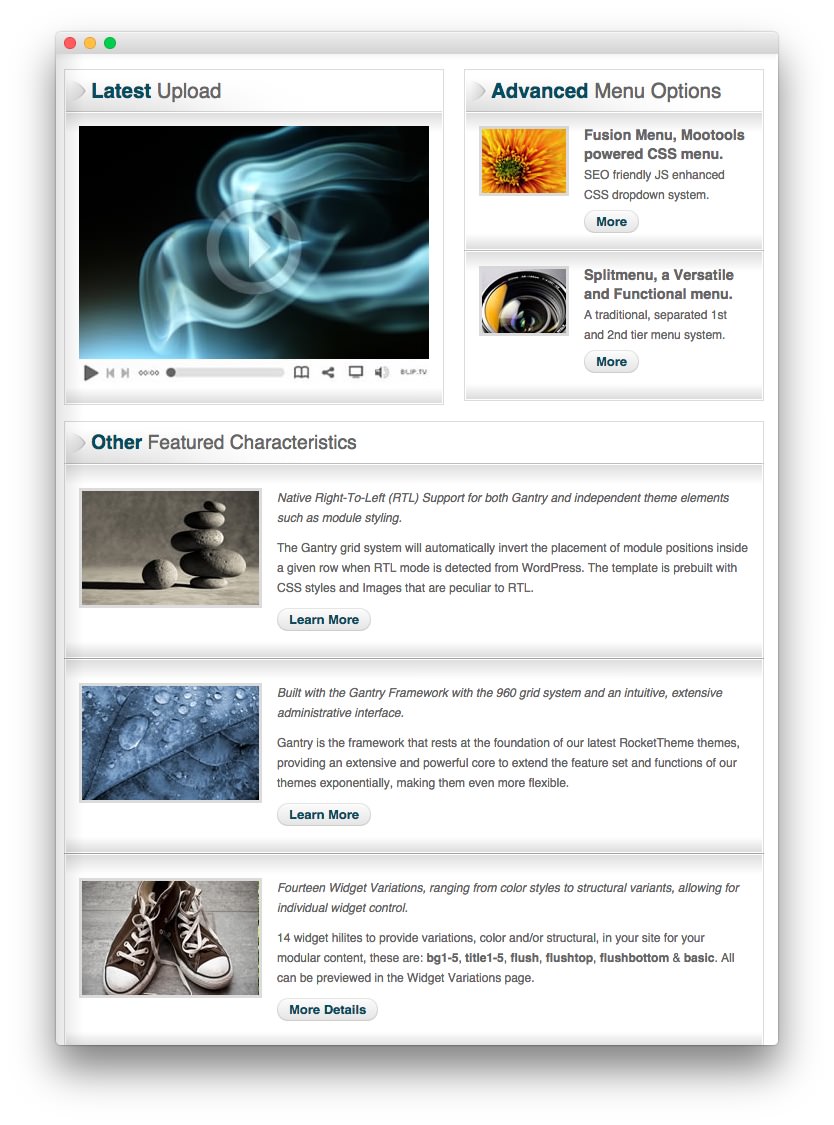 Latest Upload
00:00
BLIP.TV
Advanced Menu Options
Fusion Menu, Mootools
powered CSS menu.
SEO friendly JS enhanced
CSS dropdown system.
More
Splitmenu, a Versatile
and Functional menu.
A traditional, separated 1st
and 2nd tier menu system.
More
Other Featured Characteristics
Native Right-To-Left (RTL) Support for both Gantry and independent theme elements
such as module styling.
The Gantry grid system will automatically invert the placement of module positions inside
a given row when RTL mode is detected from WordPress. The template is prebuilt with
CSS styles and Images that are peculiar to RTL.
Learn More
Built with the Gantry Framework with the 960 grid system and an intuitive, extensive
administrative interface.
Gantry is the framework that rests at the foundation of our latest RocketTheme themes,
providing an extensive and powerful core to extend the feature set and functions of our
themes exponentially, making them even more flexible.
Learn More
Fourteen Widget Variations, ranging from color styles to structural variants, allowing for
individual widget control.
14 widget hilites to provide variations, color and/or structural, in your site for your
modular content, these are: bg1-5, title1-5, flush, flushtop, flushbottom & basic. All
can be previewed in the Widget Variations page.
More Details